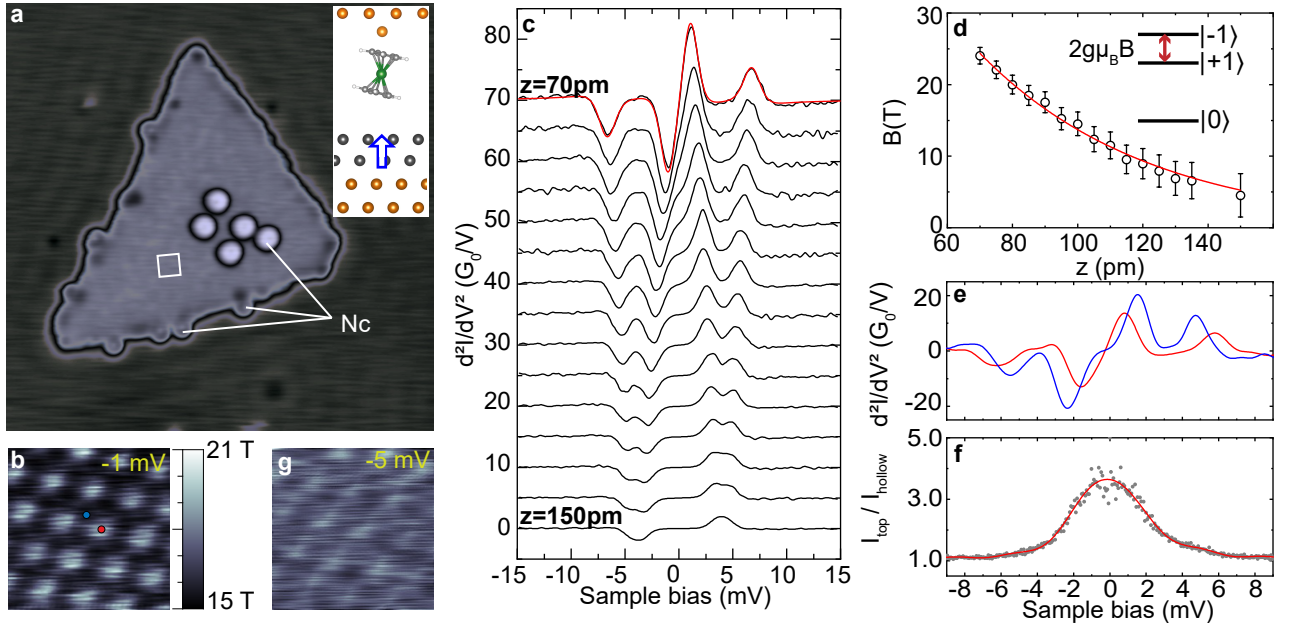 a
Nc
b
-1 mV
21 T
15 T
g
-5 mV
c
z=70pm
z=150pm
d²I/dV² (G₀/V)
80
70
60
50
40
30
20
10
0
-15
-10
-5
0
5
10
15
Sample bias (mV)
d
2gμ_BB
|-1⟩
|+1⟩
|0⟩
B(T)
30
20
10
0
60
80
100
120
140
z (pm)
e
d²I/dV² (G₀/V)
20
0
-20
f
I_top / I_hollow
5.0
3.0
1.0
-8
-6
-4
-2
0
2
4
6
8
Sample bias (mV)